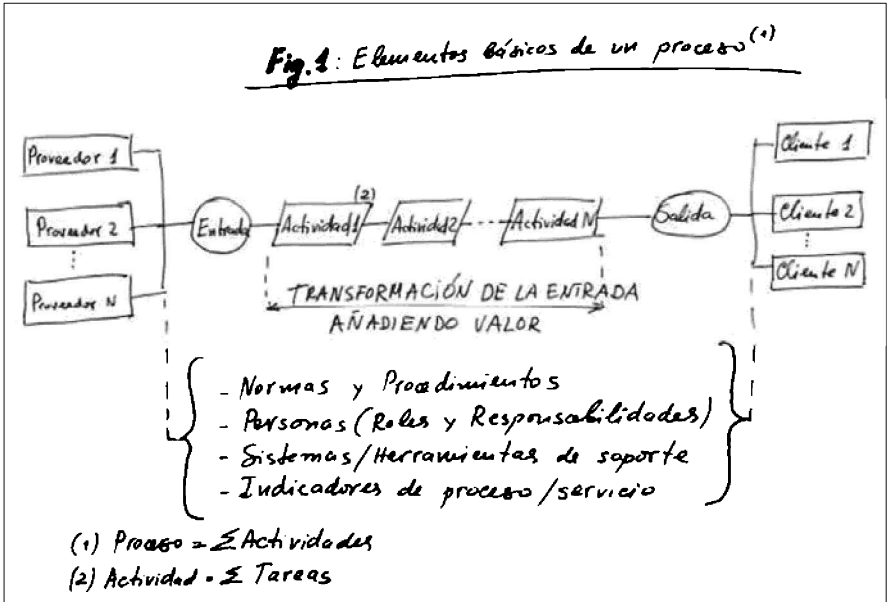 Fig. 1: Elementos básicos de un proceso (1)
Proveedor 1
Proveedor 2
⋮
Proveedor N
Entrada
Actividad 1 (2)
Actividad 2
....
Actividad N
Salida
Cliente 1
Cliente 2
⋮
Cliente N
TRANSFORMACIÓN DE LA ENTRADA
AÑADIENDO VALOR
- Normas y Procedimientos
- Personas (Roles y Responsabilidades)
- Sistemas/Herramientas de soporte
- Indicadores de proceso/servicio
(1) Proceso = Σ Actividades
(2) Actividad = Σ Tareas